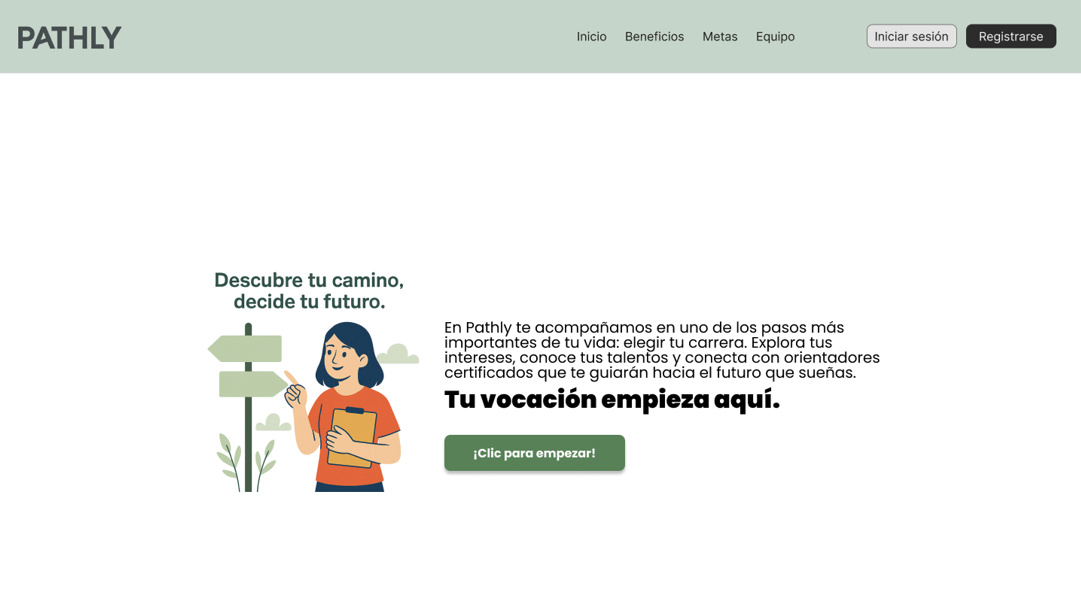 PATHLY
Inicio
Beneficios
Metas
Equipo
Iniciar sesión
Registrarse
Descubre tu camino,
decide tu futuro.
En Pathly te acompañamos en uno de los pasos más
importantes de tu vida: elegir tu carrera. Explora tus
intereses, conoce tus talentos y conecta con orientadores
certificados que te guiarán hacia el futuro que sueñas.
Tu vocación empieza aquí.
¡Clic para empezar!